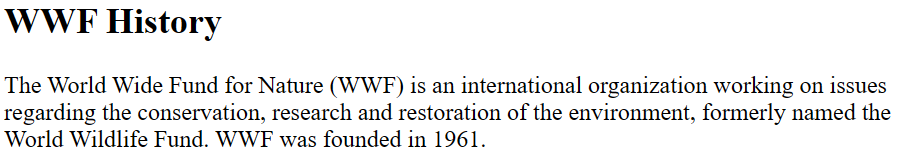 WWF History
The World Wide Fund for Nature (WWF) is an international organization working on issues
regarding the conservation, research and restoration of the environment, formerly named the
World Wildlife Fund. WWF was founded in 1961.